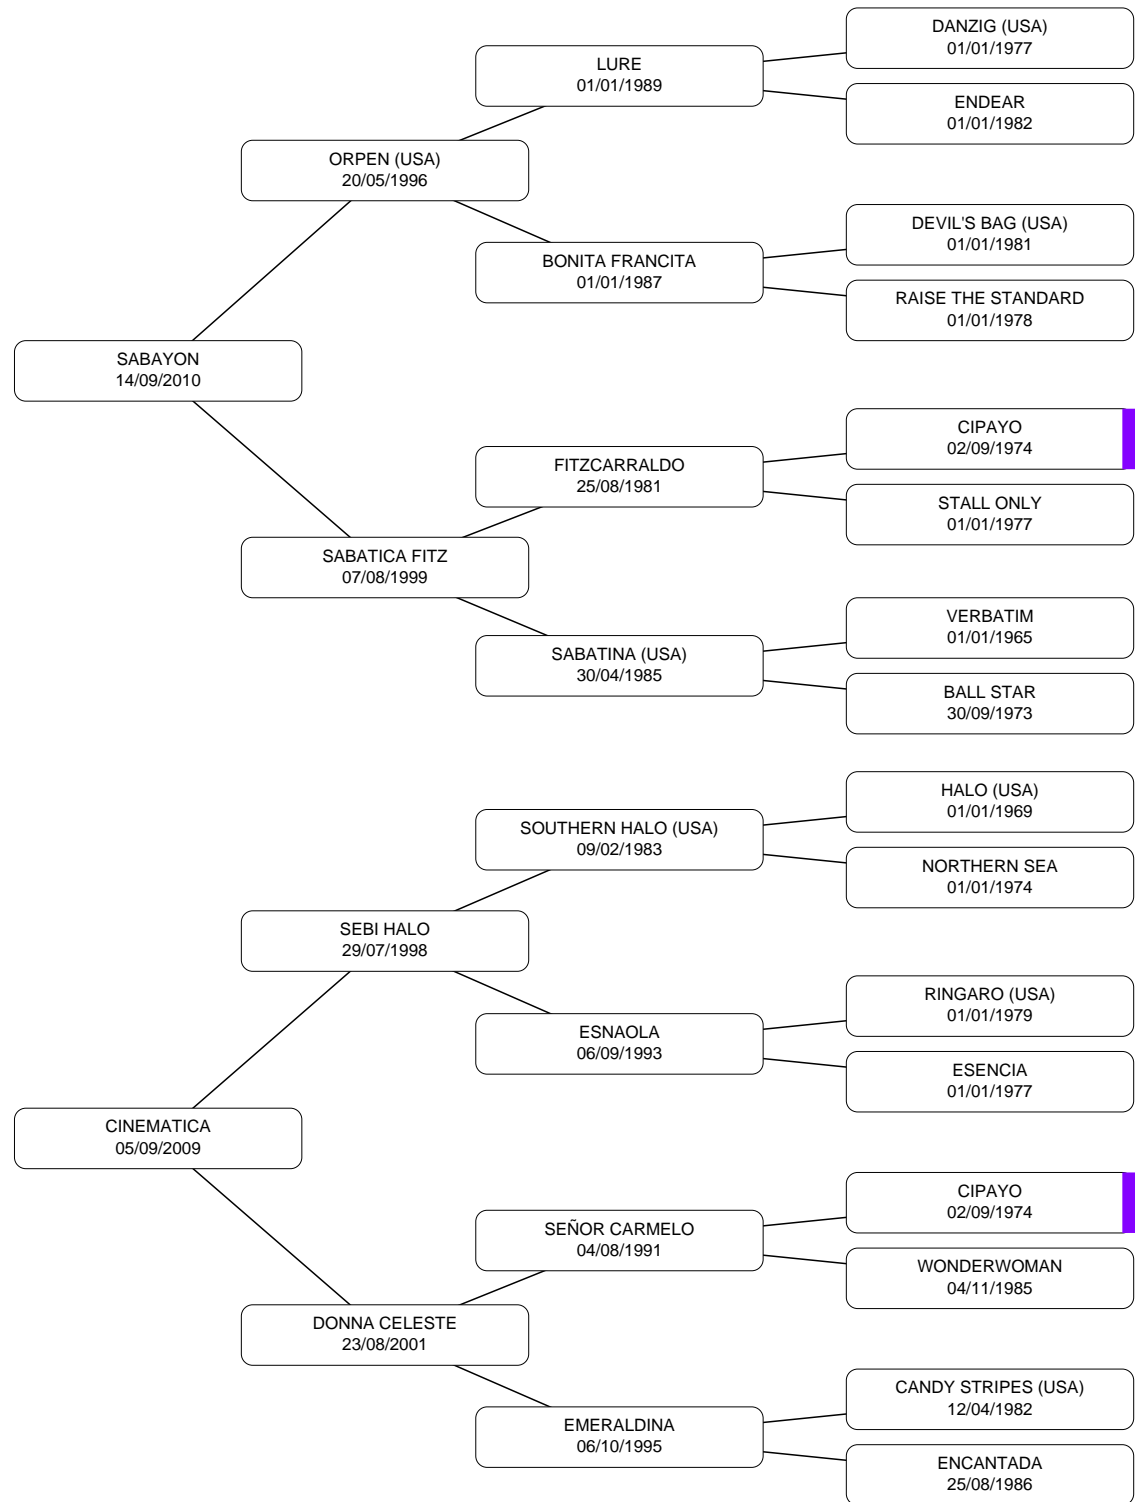 DANZIG (USA)
01/01/1977
LURE
01/01/1989
ENDEAR
01/01/1982
ORPEN (USA)
20/05/1996
DEVIL'S BAG (USA)
01/01/1981
BONITA FRANCITA
01/01/1987
RAISE THE STANDARD
01/01/1978
SABAYON
14/09/2010
CIPAYO
02/09/1974
FITZCARRALDO
25/08/1981
STALL ONLY
01/01/1977
SABATICA FITZ
07/08/1999
VERBATIM
01/01/1965
SABATINA (USA)
30/04/1985
BALL STAR
30/09/1973
HALO (USA)
01/01/1969
SOUTHERN HALO (USA)
09/02/1983
NORTHERN SEA
01/01/1974
SEBI HALO
29/07/1998
RINGARO (USA)
01/01/1979
ESNAOLA
06/09/1993
ESENCIA
01/01/1977
CINEMATICA
05/09/2009
CIPAYO
02/09/1974
SEÑOR CARMELO
04/08/1991
WONDERWOMAN
04/11/1985
DONNA CELESTE
23/08/2001
CANDY STRIPES (USA)
12/04/1982
EMERALDINA
06/10/1995
ENCANTADA
25/08/1986